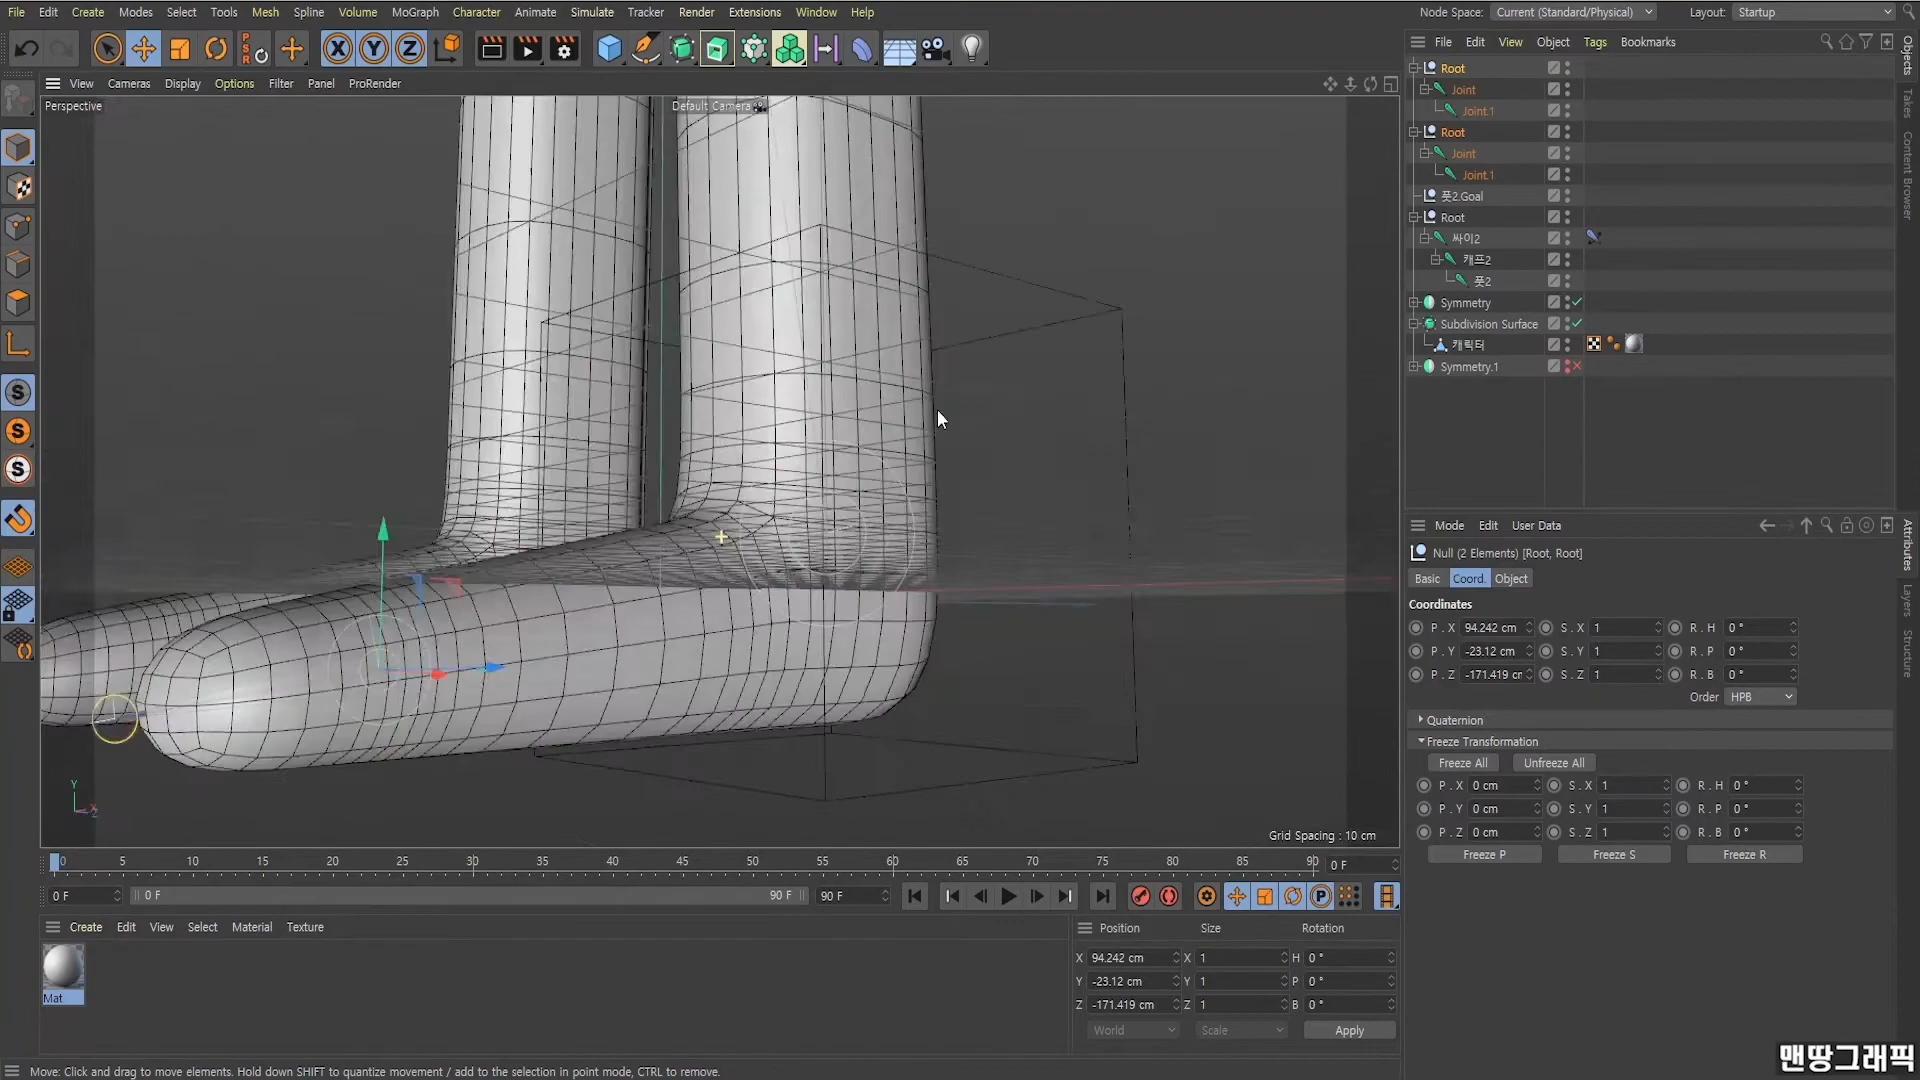 File Edit Create Modes Select Tools Mesh Spline Volume MoGraph Character Animate Simulate Tracker Render Extensions Window Help
Node Space: Current (Standard/Physical) Layout: Startup
PSR X Y Z
File Edit View Object Tags Bookmarks
View Cameras Display Options Filter Panel ProRender
Perspective
Default Camera
Root
Joint
Joint.1
Root
Joint
Joint.1
풋2.Goal
Root
싸이2
캐프2
풋2
Symmetry
Subdivision Surface
캐릭터
Symmetry.1
Objects
Takes
Content Browser
S
S
S
Mode Edit User Data
Null (2 Elements) [Root, Root]
Basic Coord. Object
Coordinates
P . X 94.242 cm S . X 1 R . H 0 °
P . Y -23.12 cm S . Y 1 R . P 0 °
P . Z -171.419 cr S . Z 1 R . B 0 °
Order HPB
Quaternion
Freeze Transformation
Freeze All Unfreeze All
P . X 0 cm S . X 1 R . H 0 °
P . Y 0 cm S . Y 1 R . P 0 °
P . Z 0 cm S . Z 1 R . B 0 °
Freeze P Freeze S Freeze R
Attributes
Layers
Structure
Y
X
Z
Grid Spacing : 10 cm
0 5 10 15 20 25 30 35 40 45 50 55 60 65 70 75 80 85 90 0 F
0 F 0 F 90 F 90 F P
Create Edit View Select Material Texture
Mat
Position Size Rotation
X 94.242 cm X 1 H 0 °
Y -23.12 cm Y 1 P 0 °
Z -171.419 cm Z 1 B 0 °
World Scale Apply
Move: Click and drag to move elements. Hold down SHIFT to quantize movement / add to the selection in point mode, CTRL to remove.
맨땅그래픽